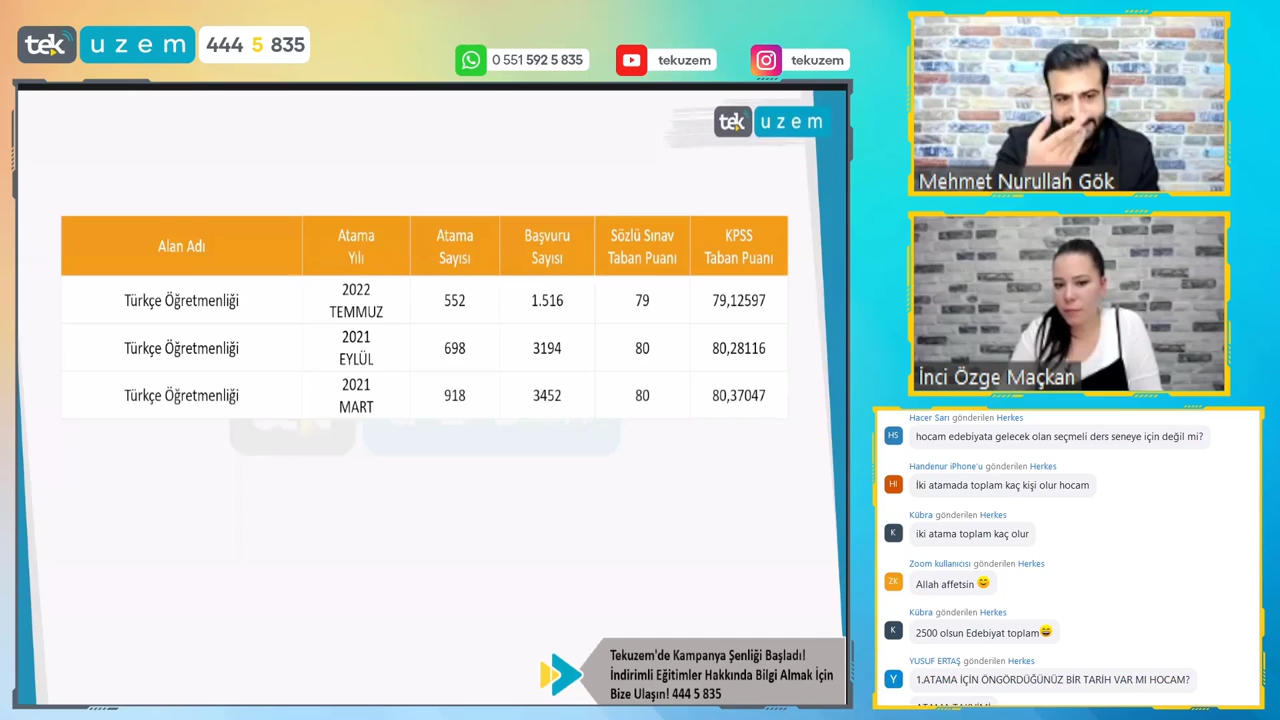 tek uzem 444 5 835
0 551 592 5 835
tekuzem
tekuzem
tek uzem
Alan Adı
Atama Yılı
Atama Sayısı
Başvuru Sayısı
Sözlü Sınav Taban Puanı
KPSS Taban Puanı
Türkçe Öğretmenliği 2022 TEMMUZ 552 1.516 79 79,12597
Türkçe Öğretmenliği 2021 EYLÜL 698 3194 80 80,28116
Türkçe Öğretmenliği 2021 MART 918 3452 80 80,37047
Tekuzem'de Kampanya Şenliği Başladı!
İndirimli Eğitimler Hakkında Bilgi Almak İçin
Bize Ulaşın! 444 5 835
Mehmet Nurullah Gök
İnci Özge Maçkan
Hacer Sarı gönderilen Herkes
HS hocam edebiyata gelecek olan seçmeli ders seneye için değil mi?
Handenur iPhone'u gönderilen Herkes
HI İki atamada toplam kaç kişi olur hocam
Kübra gönderilen Herkes
K iki atama toplam kaç olur
Zoom kullanıcısı gönderilen Herkes
ZK Allah affetsin 😄
Kübra gönderilen Herkes
K 2500 olsun Edebiyat toplam😄
YUSUF ERTAŞ gönderilen Herkes
Y 1.ATAMA İÇİN ÖNGÖRDÜĞÜNÜZ BİR TARİH VAR MI HOCAM?